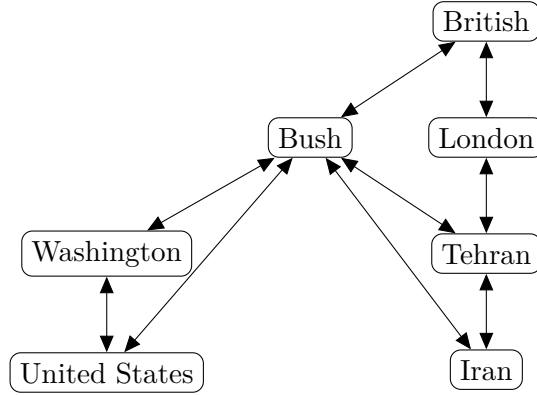 British
Bush
London
Washington
Tehran
United States
Iran